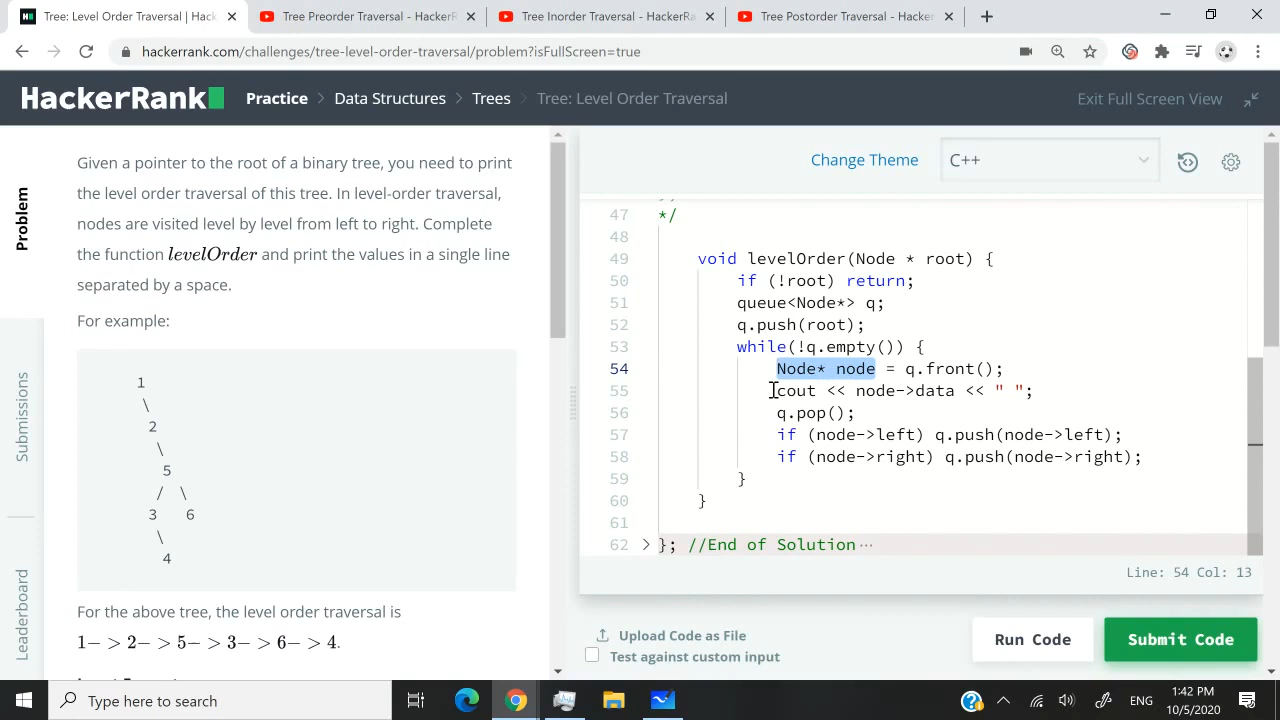 Tree: Level Order Traversal | Hack
Tree Preorder Traversal - HackerR
Tree Inorder Traversal - HackerRa
Tree Postorder Traversal - Hacker
hackerrank.com/challenges/tree-level-order-traversal/problem?isFullScreen=true
HackerRank
Practice > Data Structures > Trees > Tree: Level Order Traversal
Exit Full Screen View
Problem
Submissions
Leaderboard
Given a pointer to the root of a binary tree, you need to print
the level order traversal of this tree. In level-order traversal,
nodes are visited level by level from left to right. Complete
the function levelOrder and print the values in a single line
separated by a space.
For example:
1
\
2
\
5
/ \
3 6
\
4
For the above tree, the level order traversal is
1− > 2− > 5− > 3− > 6− > 4.
Change Theme
C++
47 */
48
49 void levelOrder(Node * root) {
50 if (!root) return;
51 queue<Node*> q;
52 q.push(root);
53 while(!q.empty()) {
54 Node* node = q.front();
55 cout << node->data << " ";
56 q.pop();
57 if (node->left) q.push(node->left);
58 if (node->right) q.push(node->right);
59 }
60 }
61
62 > }; //End of Solution ···
Line: 54 Col: 13
Upload Code as File
Test against custom input
Run Code
Submit Code
Type here to search
ENG
1:42 PM
10/5/2020